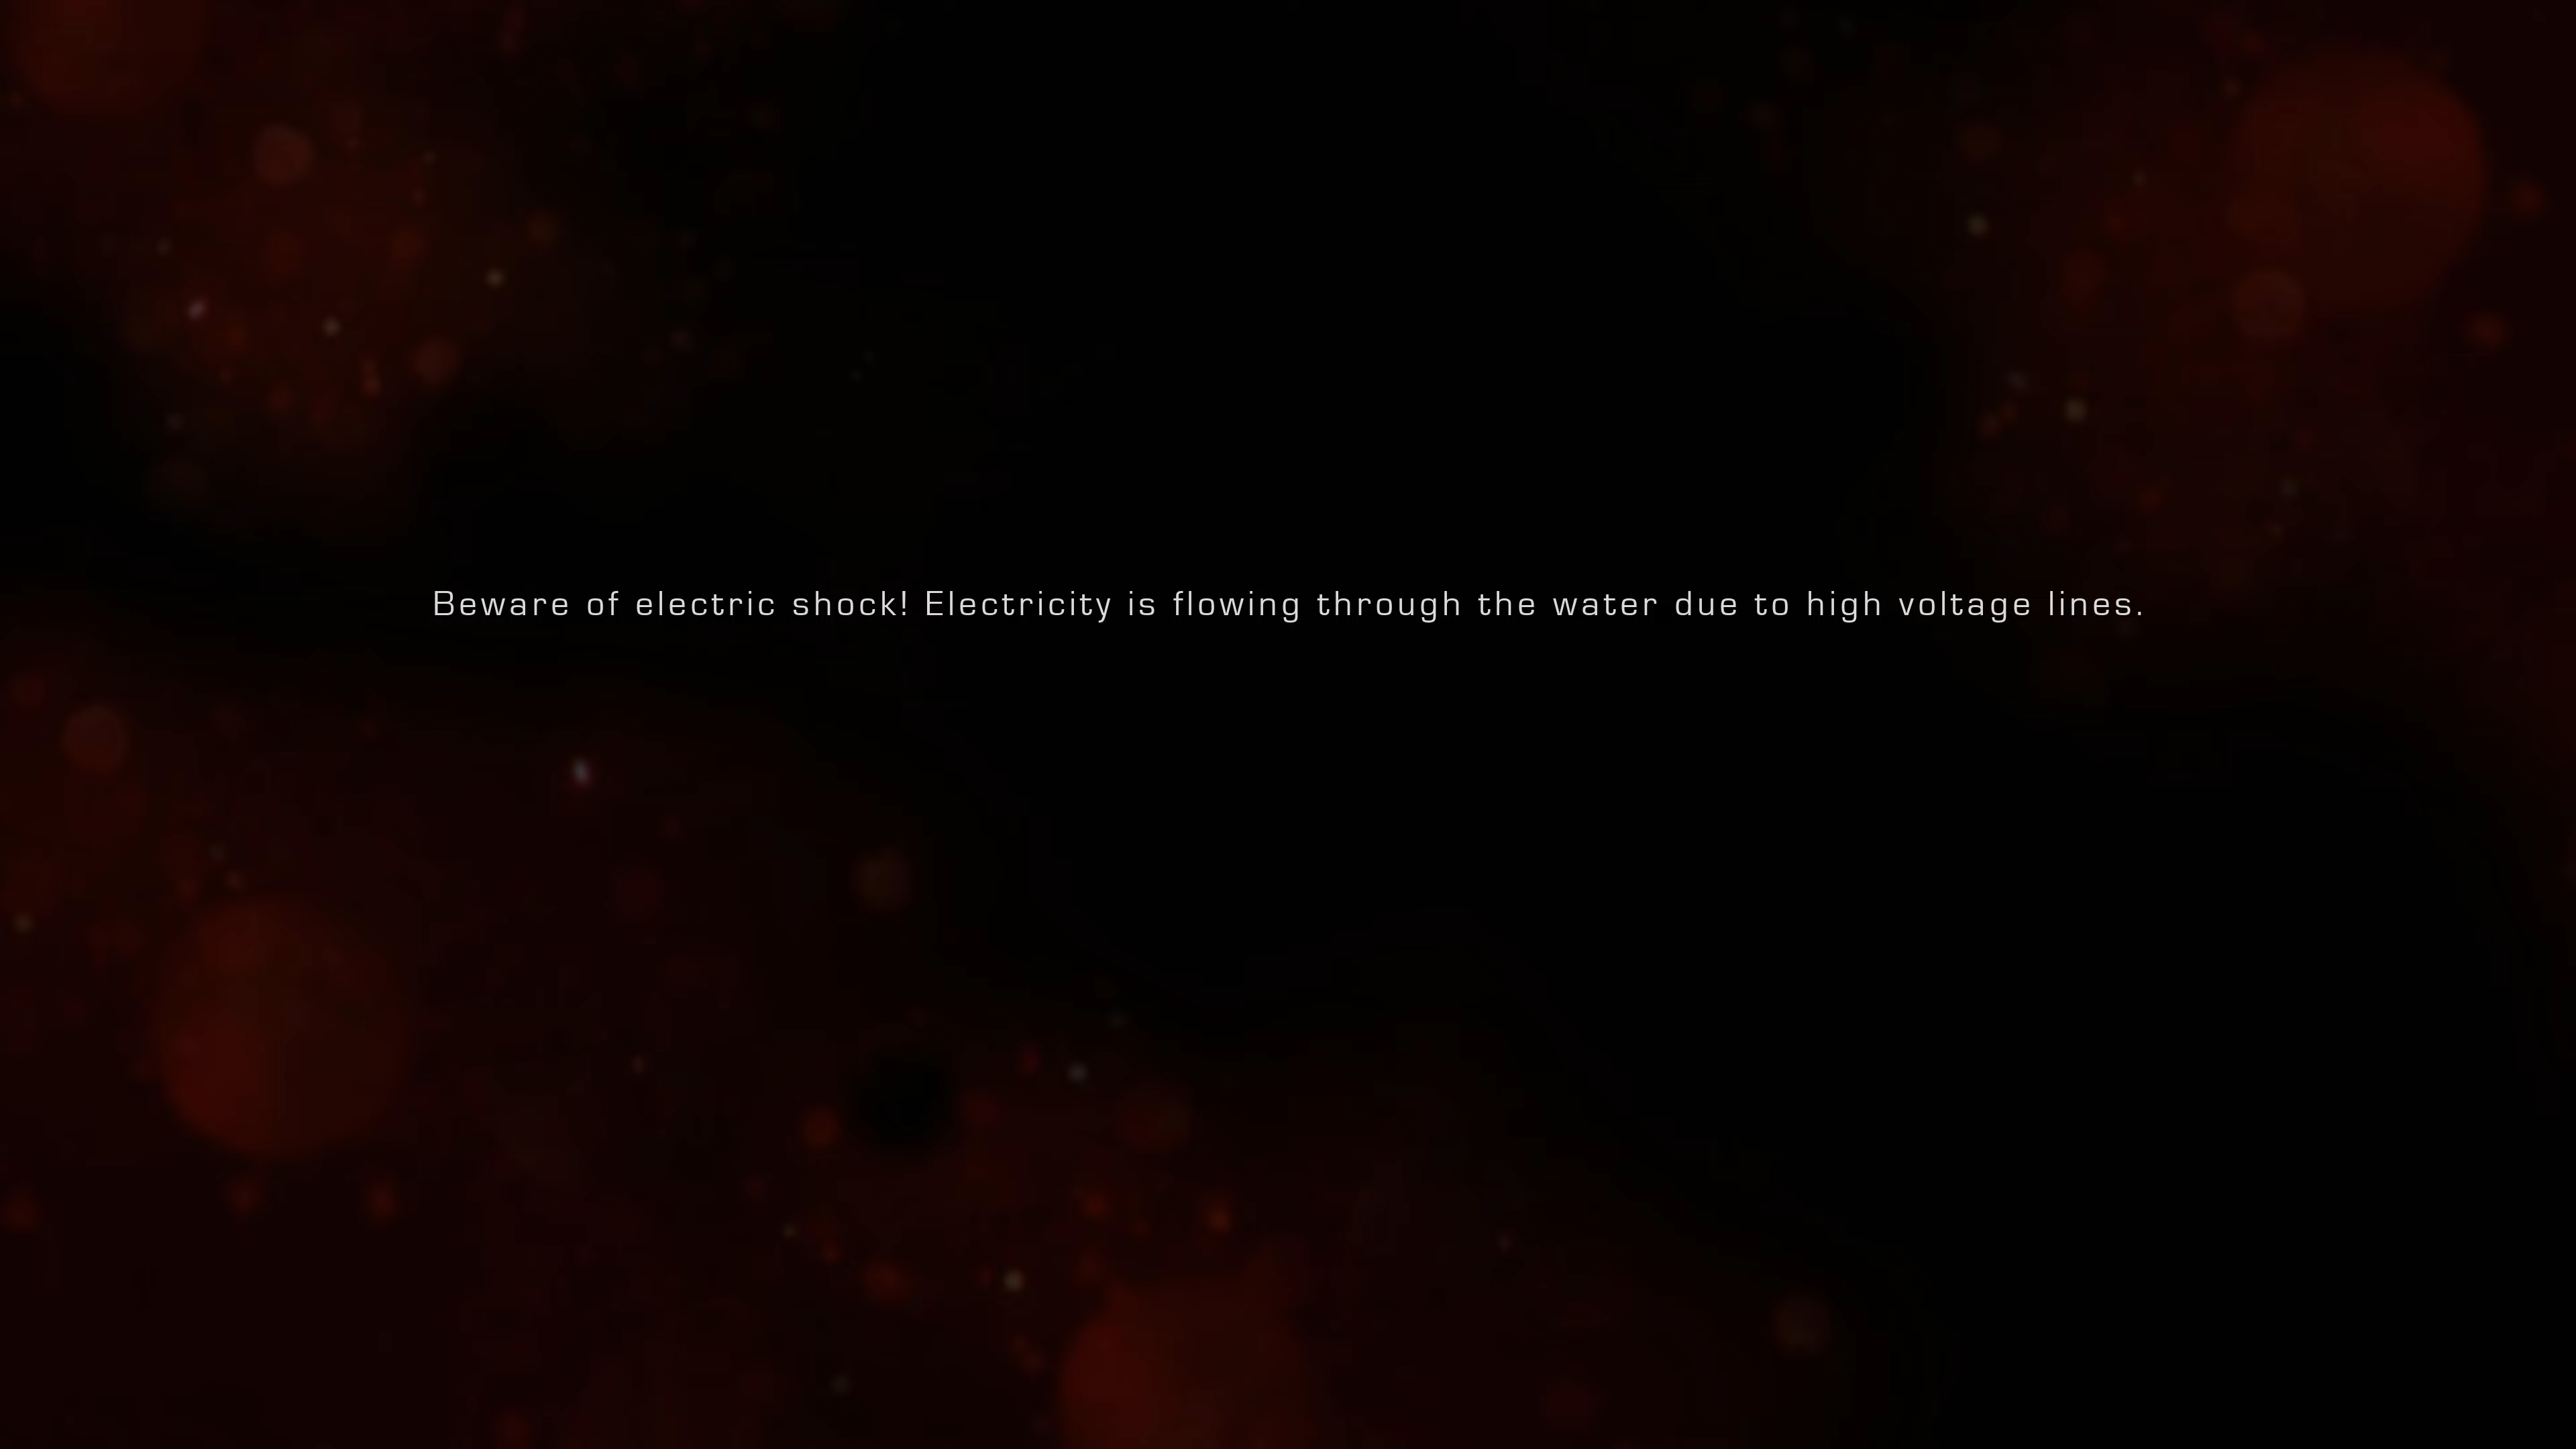 Beware of electric shock! Electricity is flowing through the water due to high voltage lines.